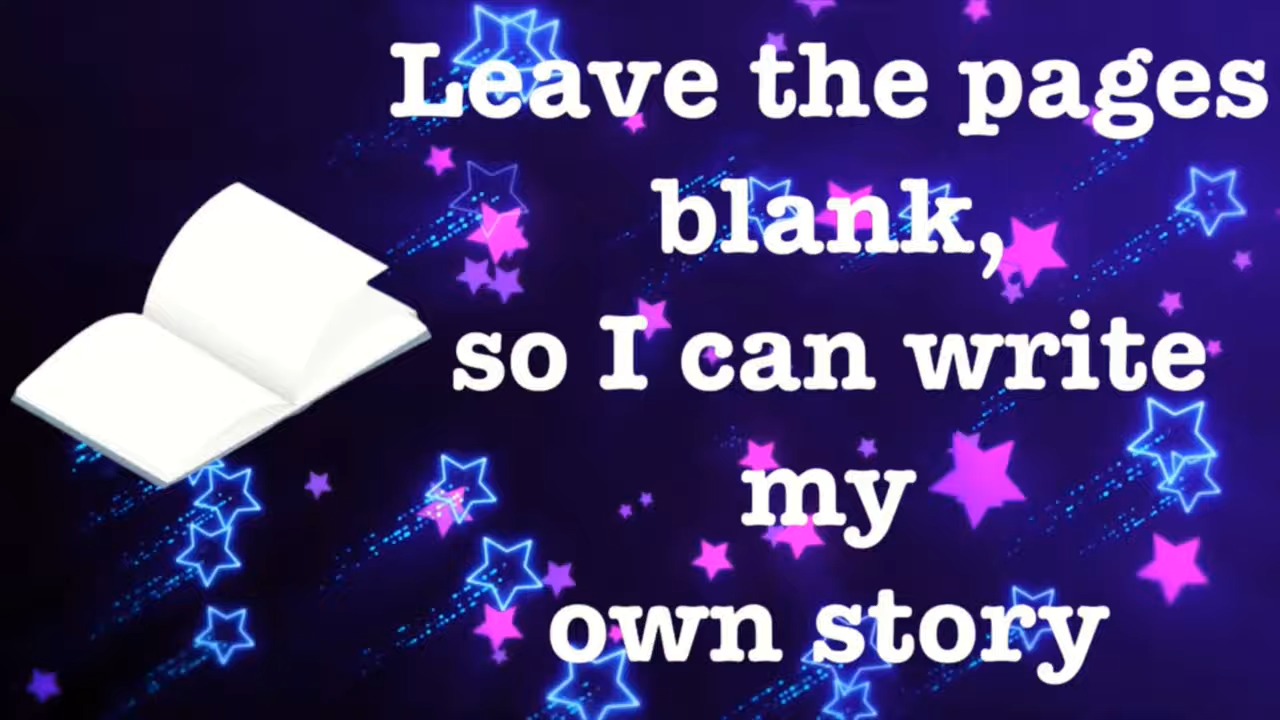 Leave the pages
blank,
so I can write
my
own story